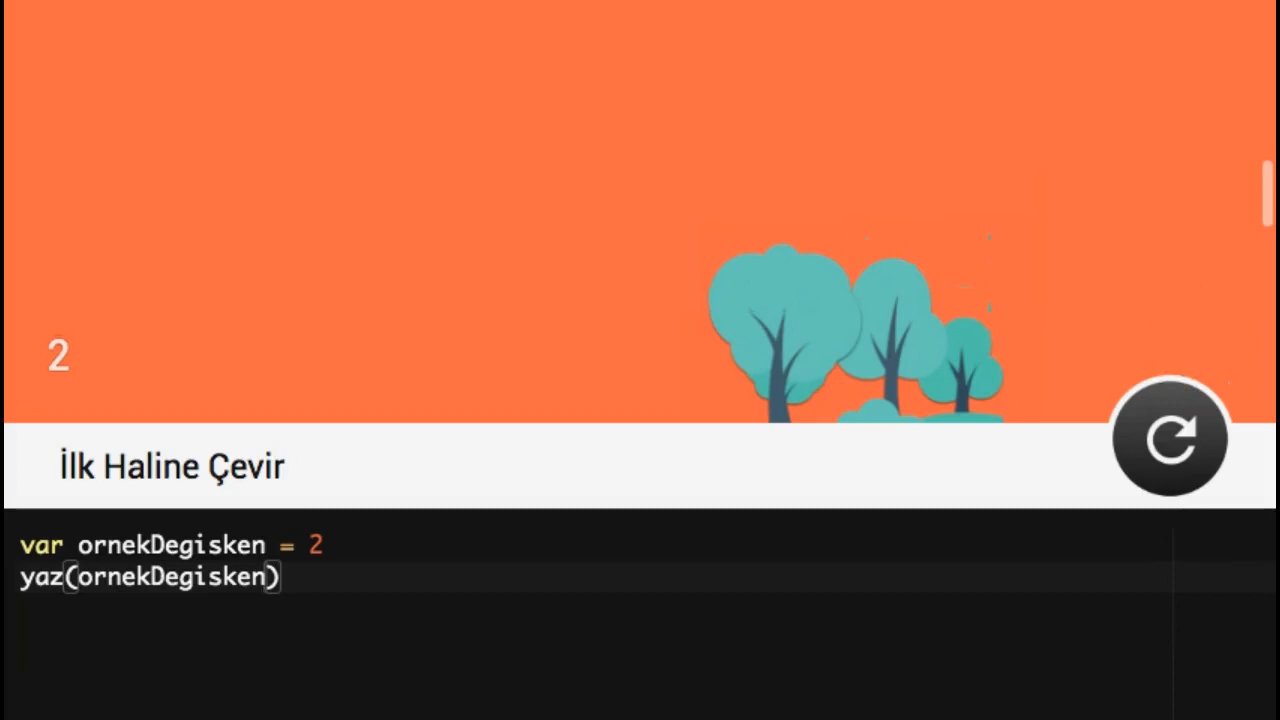 2
İlk Haline Çevir
var ornekDegisken = 2
yaz(ornekDegisken)